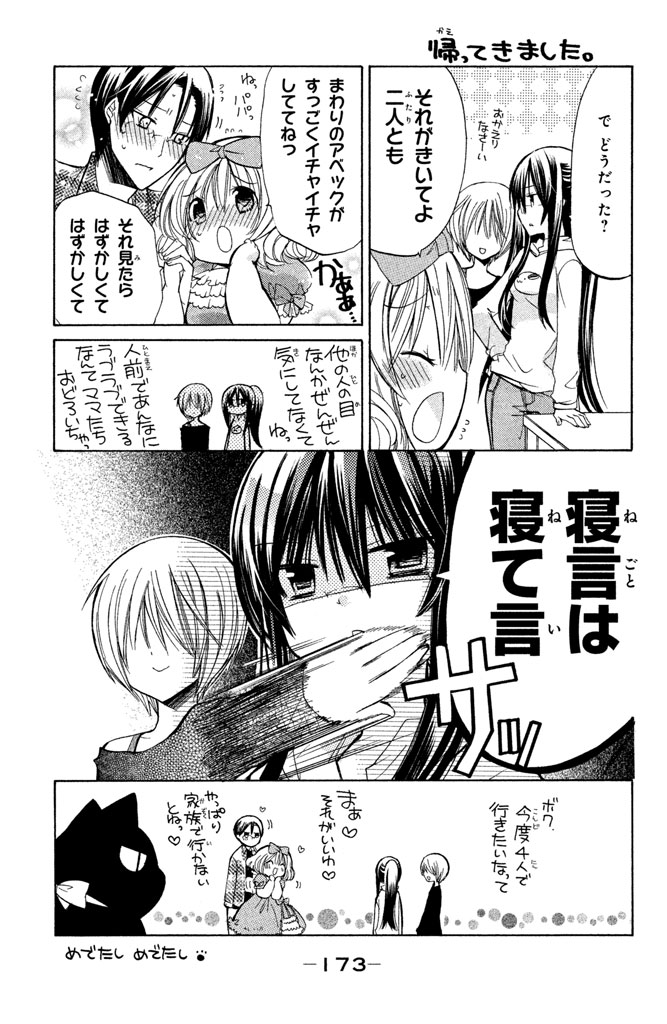 帰ってきました。
で どうだった?
おかえり
なさーい
それがきいてよ
二人とも
まわりのアベックが
すっごくイチャイチャ
しててねっ
ねっ
パパっ
それ見たら
はずかしくて
はずかしくて
かあぁ…
他の人の目
なんかぜんぜん
気にしてなくて
ねっ
人前であんなに
ラブラブできる
なんてママたち
おどろいちゃっ
寝言は
寝て言
サッ
ボク、
今度4人で
行きたいなって
まぁ♡
それがいいわ♡
やっぱり
家族で行かない
とねっ
めでたし めでたし
-173-